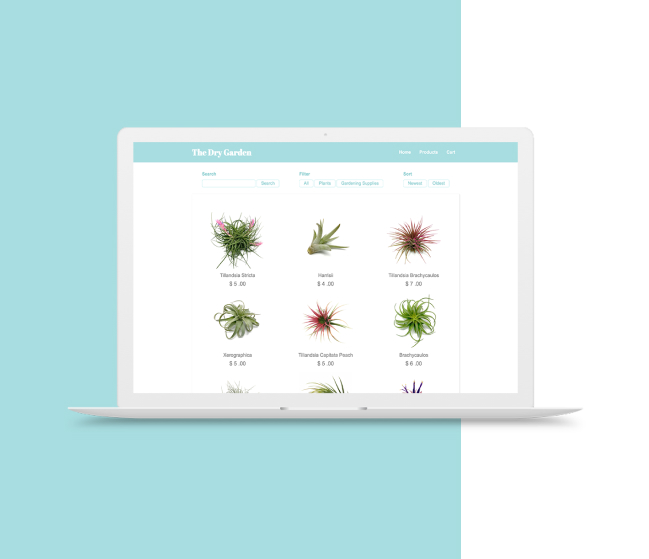 The Dry Garden
Home Products Cart
Search Filter Sort
Search All Plants Gardening Supplies Newest Oldest
Tillandsia Stricta Harrisii Tillandsia Brachycaulos
$ 5 .00 $ 4 .00 $ 7 .00
Xerographica Tillandsia Capitata Peach Brachycaulos
$ 5 .00 $ 5 .00 $ 6 .00